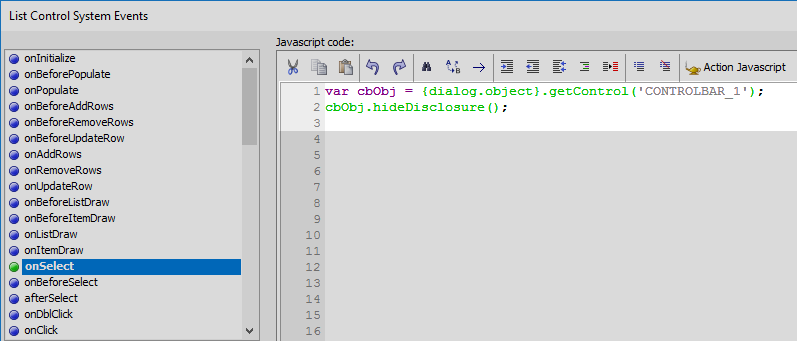 List Control System Events
Javascript code:
onInitialize
onBeforePopulate
onPopulate
onBeforeAddRows
onBeforeRemoveRows
onBeforeUpdateRow
onAddRows
onRemoveRows
onUpdateRow
onBeforeListDraw
onBeforeItemDraw
onListDraw
onItemDraw
onSelect
onBeforeSelect
afterSelect
onDblClick
onClick
A B
Action Javascript
1 var cbObj = {dialog.object}.getControl('CONTROLBAR_1');
2 cbObj.hideDisclosure();
3
4
5
6
7
8
9
10
11
12
13
14
15
16